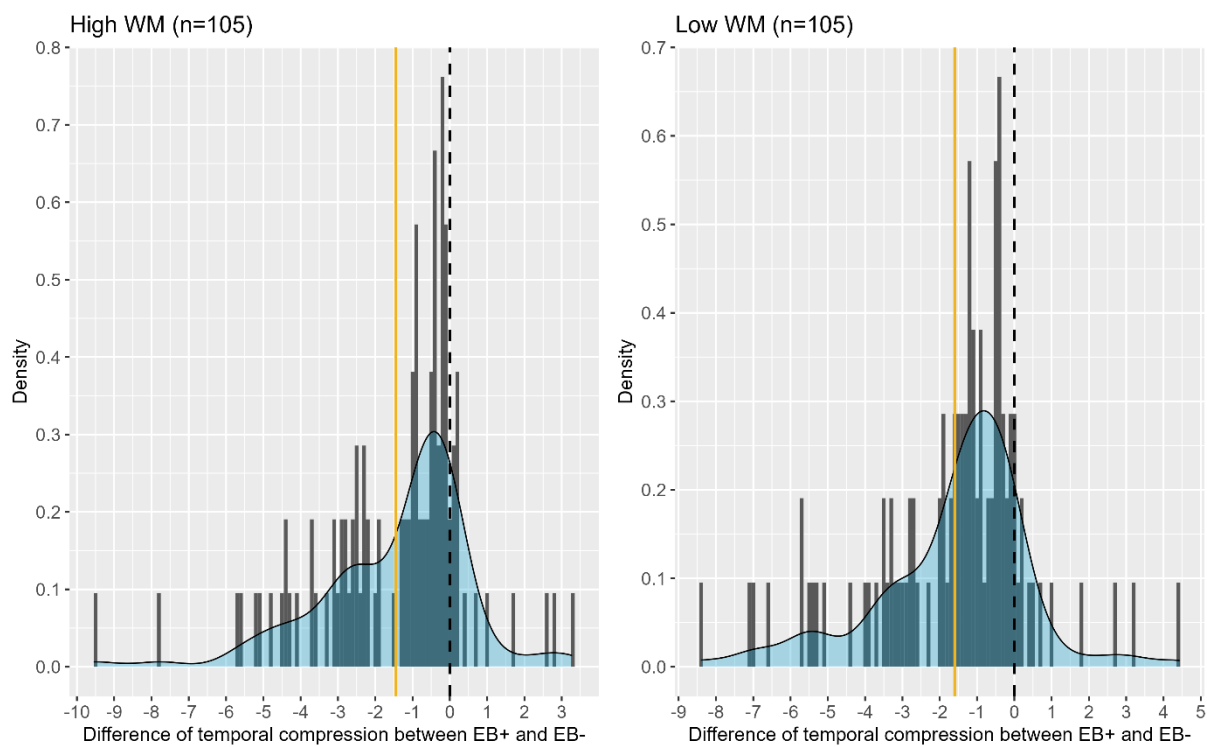 High WM (n=105)
0.8
0.7
0.6
0.5
0.4
0.3
0.2
0.1
0.0
Density
-10 -9 -8 -7 -6 -5 -4 -3 -2 -1 0 1 2 3
Difference of temporal compression between EB+ and EB-
Low WM (n=105)
0.7
0.6
0.5
0.4
0.3
0.2
0.1
0.0
Density
-9 -8 -7 -6 -5 -4 -3 -2 -1 0 1 2 3 4 5
Difference of temporal compression between EB+ and EB-